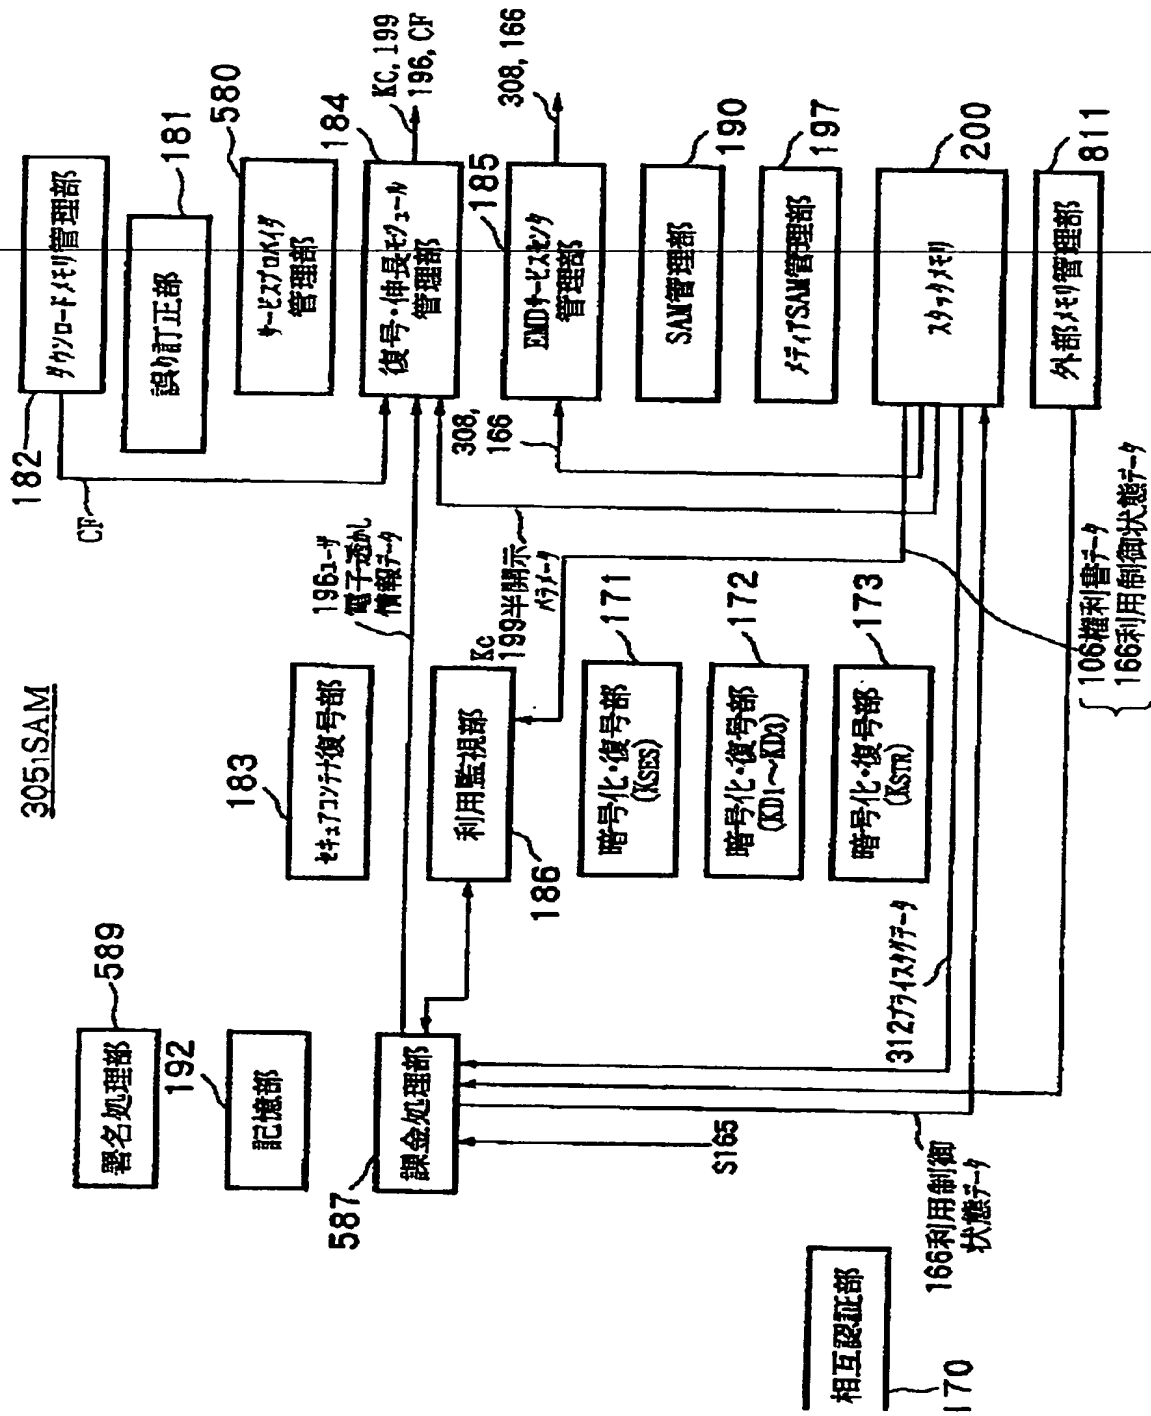 305₁SAM
署名処理部
589
記憶部
192
課金処理部
587
相互認証部
170
セキュアコンテナ復号部
183
利用監視部
186
暗号化・復号部
(KSES)
171
暗号化・復号部
(KD1〜KD3)
172
暗号化・復号部
(KSTR)
173
ダウンロードメモリ管理部
182
誤り訂正部
181
サービスプロバイダ
管理部
580
復号・伸長モジュール
管理部
184
EMDサービスセンタ
管理部
185
SAM管理部
190
メディアSAM管理部
197
スタックメモリ
200
外部メモリ管理部
811
CF
KC, 199
196, CF
308, 166
308,
166
196ユーザ
電子透かし
情報データ
Kc
199半開示
パラメータ
312プライスタグデータ
S165
166利用制御
状態データ
106権利書データ
166利用制御状態データ